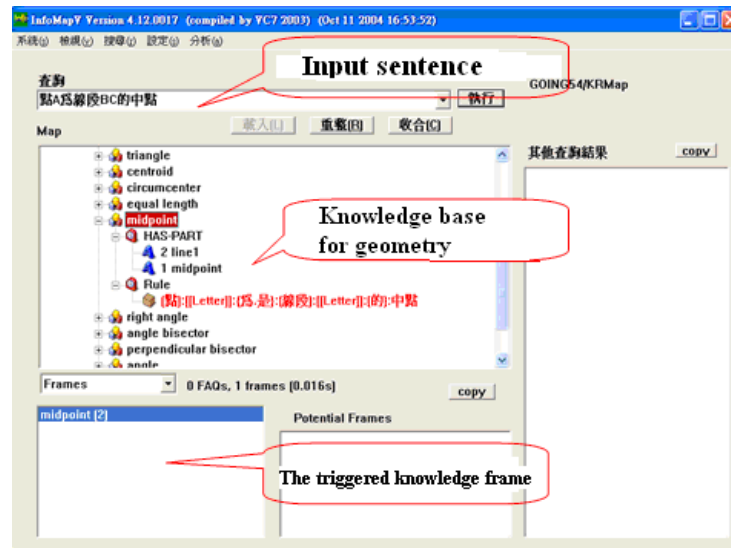 InfoMapV Version 4.12.0017 (compiled by VC7 2003) (Oct 11 2004 16:53:52)
系統(J) 檢視(V) 搜尋(J) 設定(J) 分析(A)
Input sentence
查詢
GOING54/KRMap
點A爲線段BC的中點
執行
Map
載入(L) 重整(R) 收合(C)
其他查詢結果
copy
triangle
centroid
circumcenter
equal length
midpoint
HAS-PART
2 line1
1 midpoint
Rule
(點):[[Letter]]:(爲.是):(線段):[[Letter]]:(的):中點
right angle
angle bisector
perpendicular bisector
angle
Knowledge base
for geometry
Frames
0 FAQs, 1 frames (0.016s)
copy
midpoint (2)
Potential Frames
The triggered knowledge frame